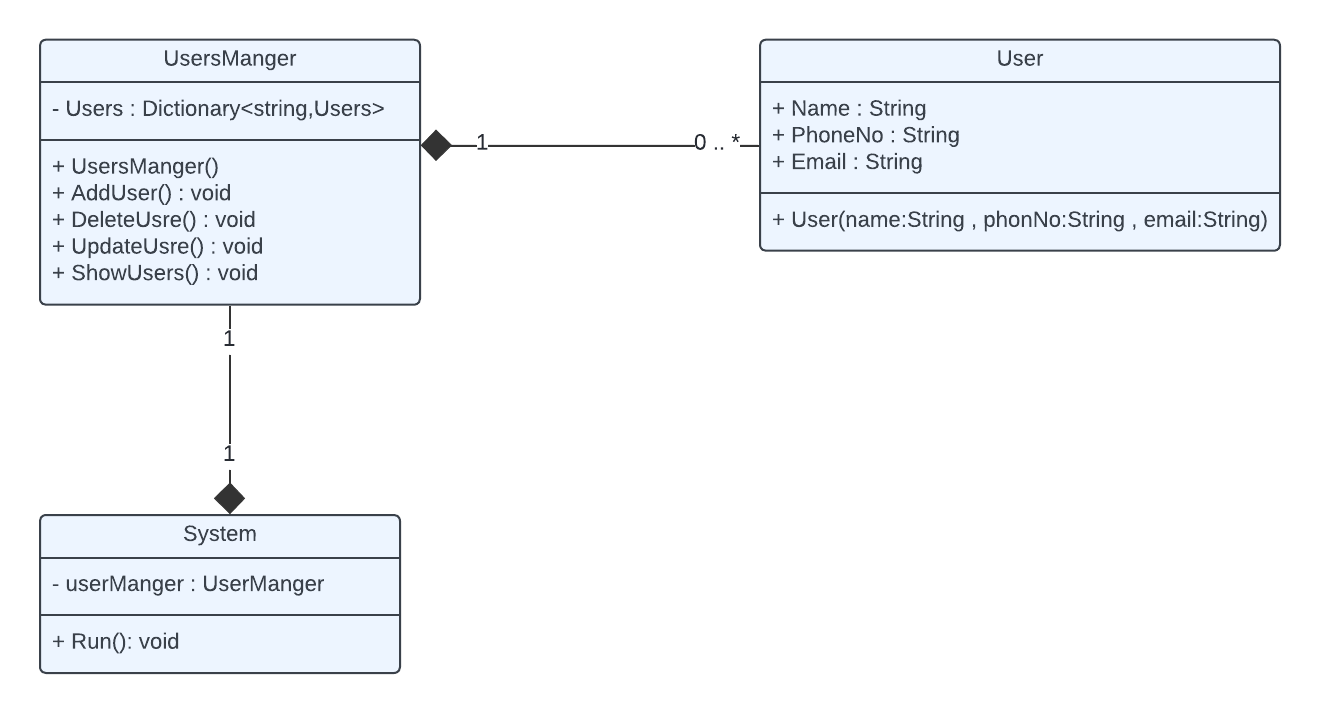 UsersManger
- Users : Dictionary<string,Users>
+ UsersManger()
+ AddUser() : void
+ DeleteUsre() : void
+ UpdateUsre() : void
+ ShowUsers() : void
1
0 .. *
User
+ Name : String
+ PhoneNo : String
+ Email : String
+ User(name:String , phonNo:String , email:String)
1
1
System
- userManger : UserManger
+ Run(): void